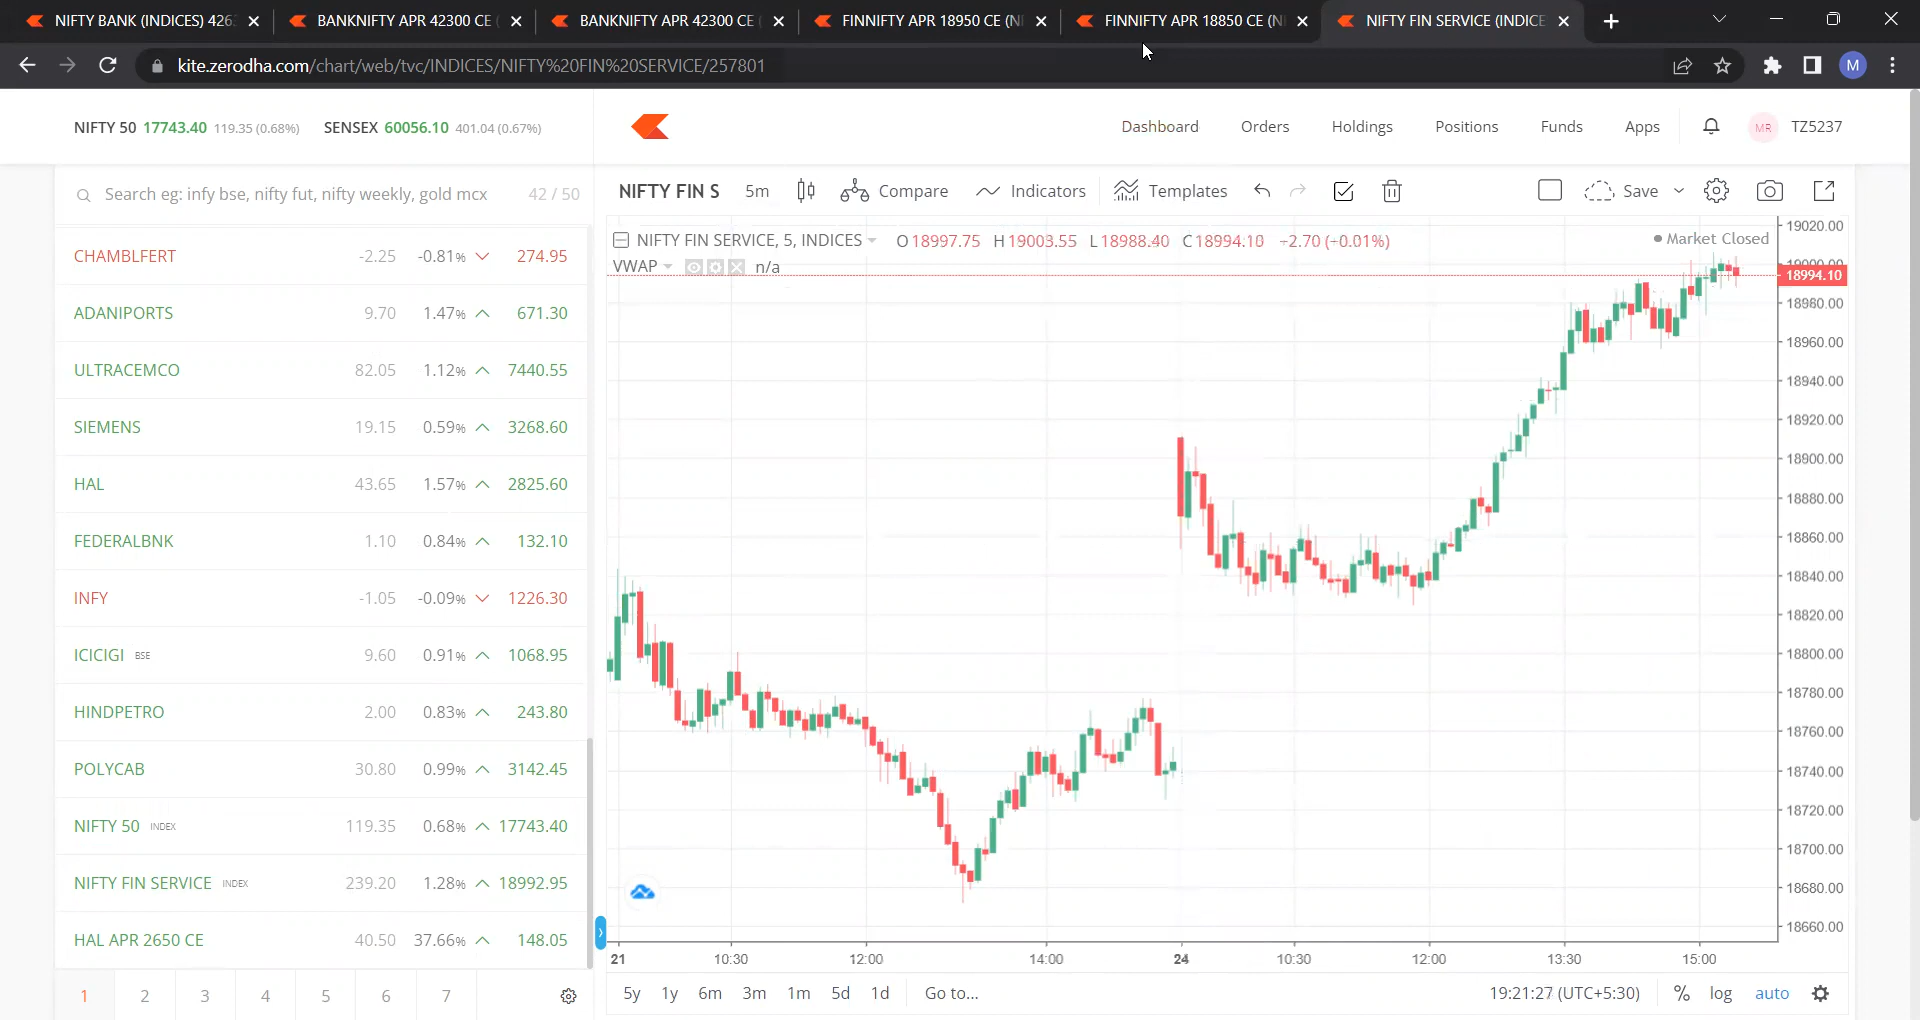 NIFTY BANK (INDICES) 426
BANKNIFTY APR 42300 CE
BANKNIFTY APR 42300 CE
FINNIFTY APR 18950 CE (N
FINNIFTY APR 18850 CE (N
NIFTY FIN SERVICE (INDICE
kite.zerodha.com/chart/web/tvc/INDICES/NIFTY%20FIN%20SERVICE/257801
M
NIFTY 50 17743.40 119.35 (0.68%) SENSEX 60056.10 401.04 (0.67%)
Dashboard Orders Holdings Positions Funds Apps MR TZ5237
Search eg: infy bse, nifty fut, nifty weekly, gold mcx 42 / 50
NIFTY FIN S 5m Compare Indicators Templates Save
CHAMBLFERT -2.25 -0.81% 274.95
ADANIPORTS 9.70 1.47% 671.30
ULTRACEMCO 82.05 1.12% 7440.55
SIEMENS 19.15 0.59% 3268.60
HAL 43.65 1.57% 2825.60
FEDERALBNK 1.10 0.84% 132.10
INFY -1.05 -0.09% 1226.30
ICICIGI BSE 9.60 0.91% 1068.95
HINDPETRO 2.00 0.83% 243.80
POLYCAB 30.80 0.99% 3142.45
NIFTY 50 INDEX 119.35 0.68% 17743.40
NIFTY FIN SERVICE INDEX 239.20 1.28% 18992.95
HAL APR 2650 CE 40.50 37.66% 148.05
1 2 3 4 5 6 7
NIFTY FIN SERVICE, 5, INDICES O18997.75 H19003.55 L18988.40 C18994.10 −2.70 (−0.01%)
Market Closed
VWAP n/a
19020.00
19000.00
18994.10
18980.00
18960.00
18940.00
18920.00
18900.00
18880.00
18860.00
18840.00
18820.00
18800.00
18780.00
18760.00
18740.00
18720.00
18700.00
18680.00
18660.00
21 10:30 12:00 14:00 24 10:30 12:00 13:30 15:00
5y 1y 6m 3m 1m 5d 1d Go to... 19:21:27 (UTC+5:30) % log auto